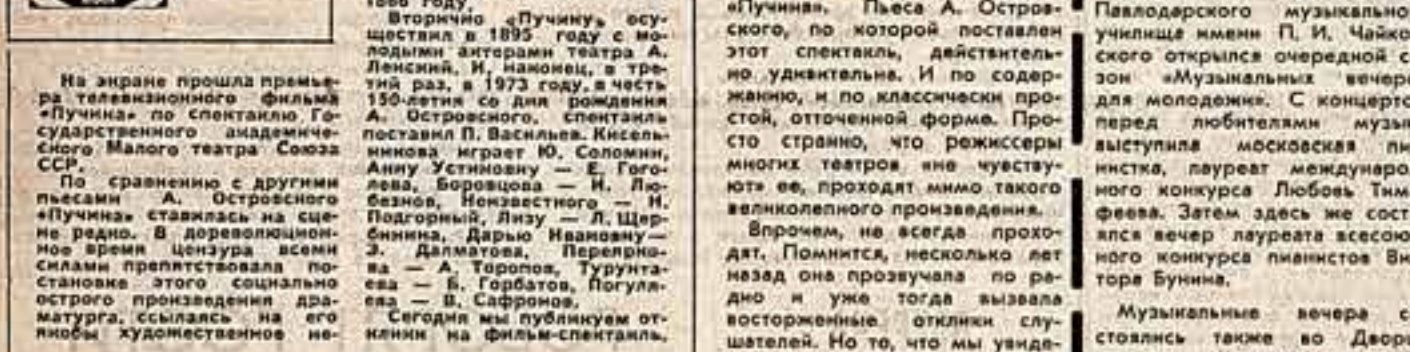 На экране прошла премье-
ра телевизионного фильма
«Пучина» по спектаклю Го-
сударственного академиче-
ского Малого театра Союза
ССР.
По сравнению с другими
пьесами А. Островского
«Пучина» ставилась на сце-
не редко. В дореволюцион-
ное время цензура всеми
силами препятствовала по-
становке этого социально
острого произведения дра-
матурга, ссылаясь на его
якобы художественное не-
1866 году.
Вторично «Пучину» осу-
ществил в 1895 году с мо-
лодыми актерами театра А.
Ленский. И, наконец, в тре-
тий раз, в 1973 году, в честь
150-летия со дня рождения
А. Островского, спектакль
поставил П. Васильев. Кисель-
никова играет Ю. Соломин,
Анну Устиновну — Е. Гого-
лева, Боровцова — И. Лю-
безнов, Неизвестного — Н.
Подгорный, Лизу — Л. Щер-
бинина, Дарью Ивановну —
Э. Далматова, Переярко-
ва — А. Торопов, Турунта-
ева — Б. Горбатов, Погуля-
ева — В. Сафронов.
Сегодня мы публикуем от-
клики на фильм-спектакль.
«Пучина». Пьеса А. Остров-
ского, по которой поставлен
этот спектакль, действитель-
но удивительна. И по содер-
жанию, и по классически про-
стой, отточенной форме. Про-
сто странно, что режиссеры
многих театров «не чувству-
ют» ее, проходят мимо такого
великолепного произведения.
Впрочем, не всегда прохо-
дят. Помнится, несколько лет
назад она прозвучала по ра-
дио и уже тогда вызвала
восторженные отклики слу-
шателей. Но то, что мы увиде-
Павлодарского музыкально
училища имени П. И. Чайко
ского открылся очередной с
зон «Музыкальных вечеро
для молодежи». С концерто
перед любителями музы
выступила московская пи
нистка, лауреат международ
ного конкурса Любовь Тим
феева. Затем здесь же сост
ялся вечер лауреата всесою
ного конкурса пианистов Ви
тора Бунина.
Музыкальные вечера с
стоялись также во Дворц